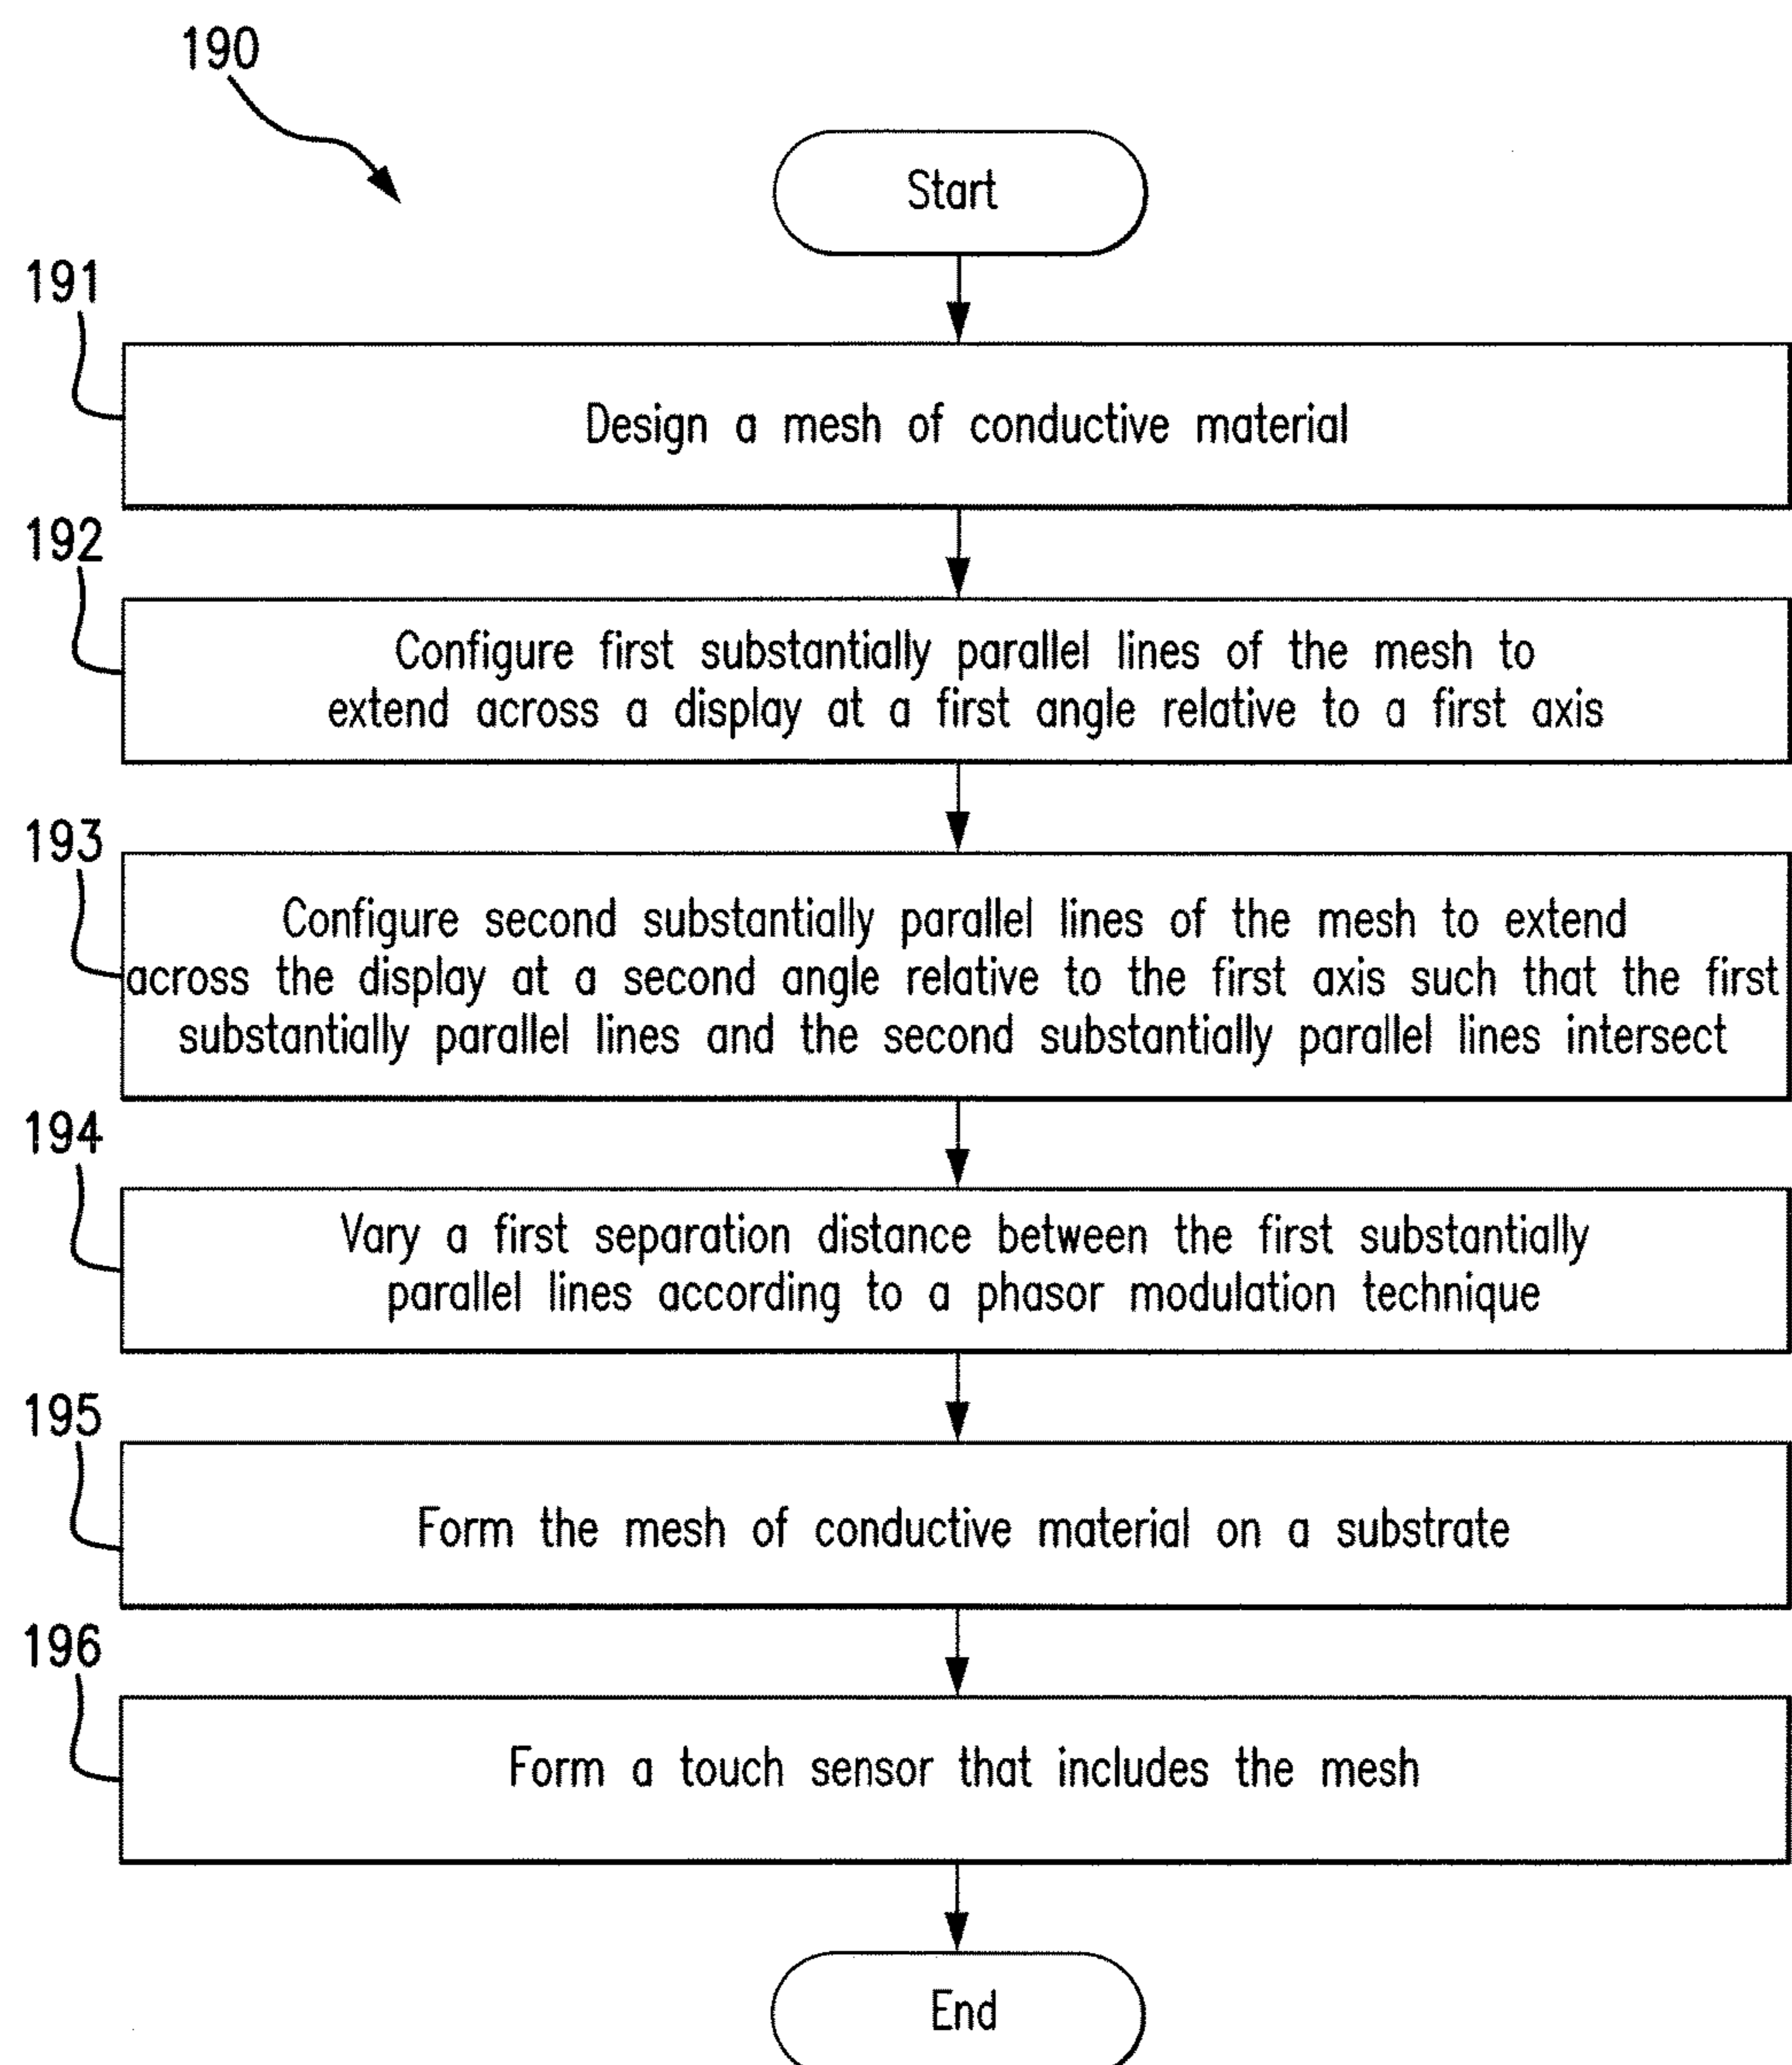 190
Start
191
Design a mesh of conductive material
192
Configure first substantially parallel lines of the mesh to
extend across a display at a first angle relative to a first axis
193
Configure second substantially parallel lines of the mesh to extend
across the display at a second angle relative to the first axis such that the first
substantially parallel lines and the second substantially parallel lines intersect
194
Vary a first separation distance between the first substantially
parallel lines according to a phasor modulation technique
195
Form the mesh of conductive material on a substrate
196
Form a touch sensor that includes the mesh
End